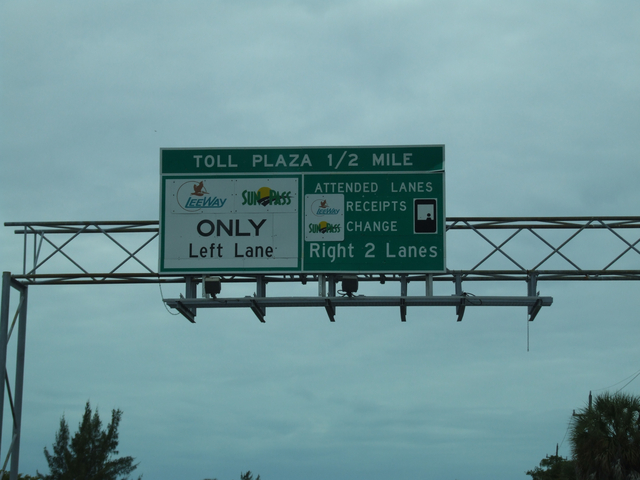 TOLL PLAZA 1/2 MILE
LEEWAY SUNPASS
ONLY
Left Lane
ATTENDED LANES
LEEWAY RECEIPTS
SUNPASS CHANGE
Right 2 Lanes